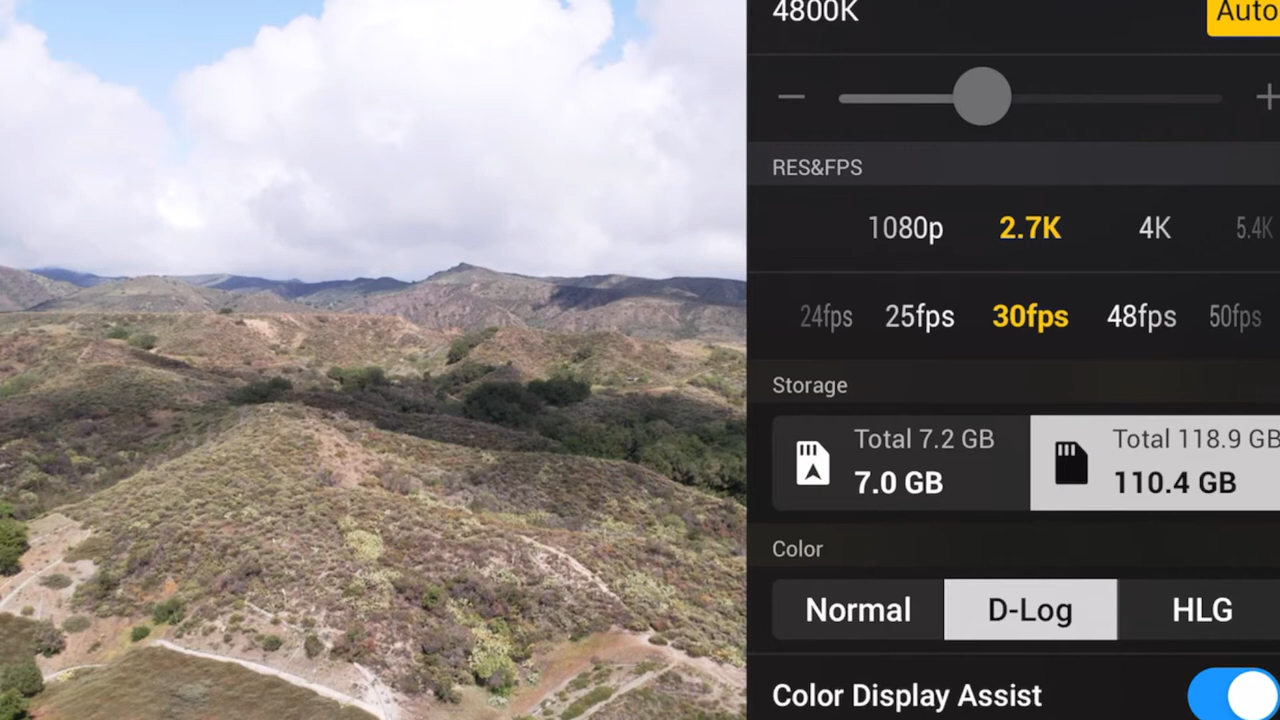 4800K Auto
RES&FPS
1080p 2.7K 4K 5.4K
24fps 25fps 30fps 48fps 50fps
Storage
Total 7.2 GB Total 118.9 GB
7.0 GB 110.4 GB
Color
Normal D-Log HLG
Color Display Assist